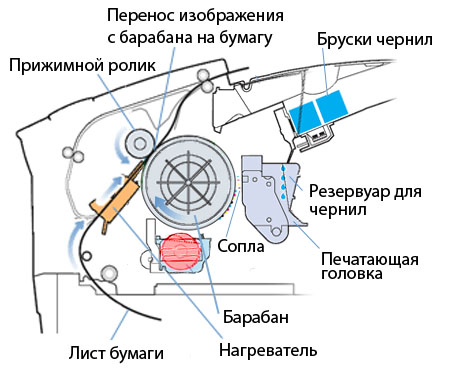 Перенос изображения
с барабана на бумагу
Бруски чернил
Прижимной ролик
Резервуар для
чернил
Сопла
Печатающая
головка
Барабан
Лист бумаги
Нагреватель